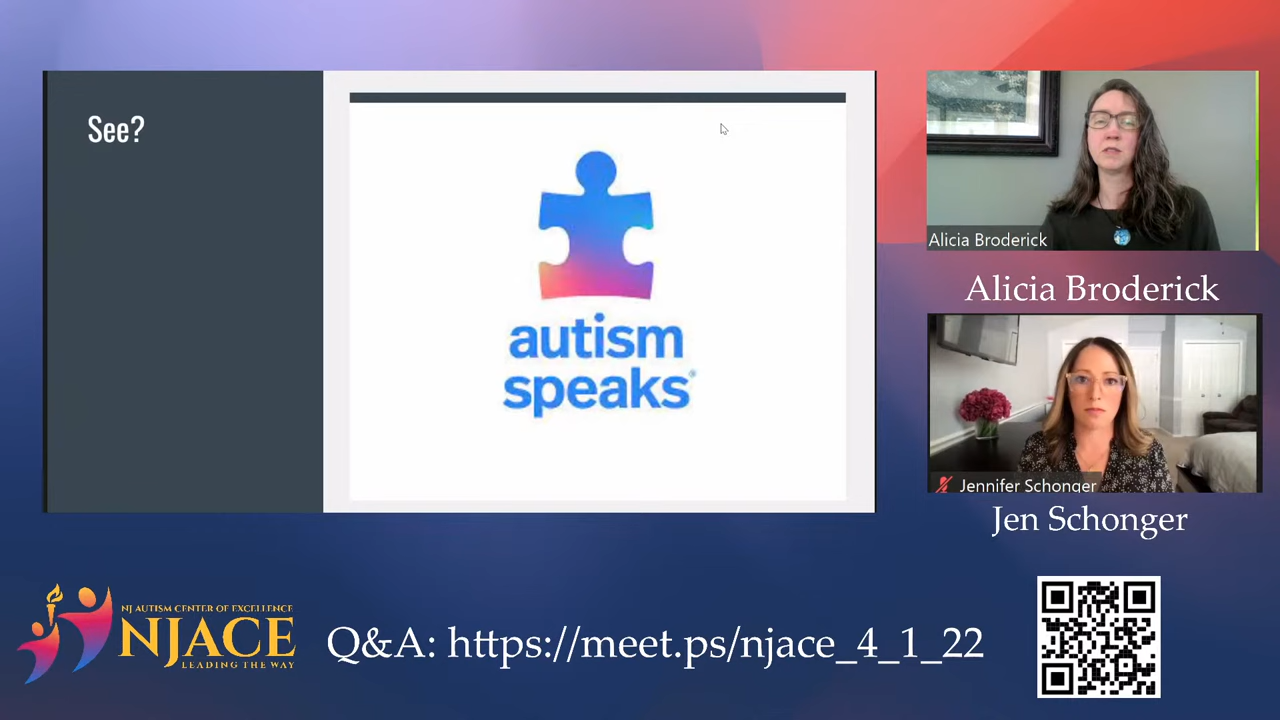 See?
autism
speaks®
Alicia Broderick
Alicia Broderick
Jennifer Schonger
Jen Schonger
NJ AUTISM CENTER OF EXCELLENCE
NJACE
LEADING THE WAY
Q&A: https://meet.ps/njace_4_1_22